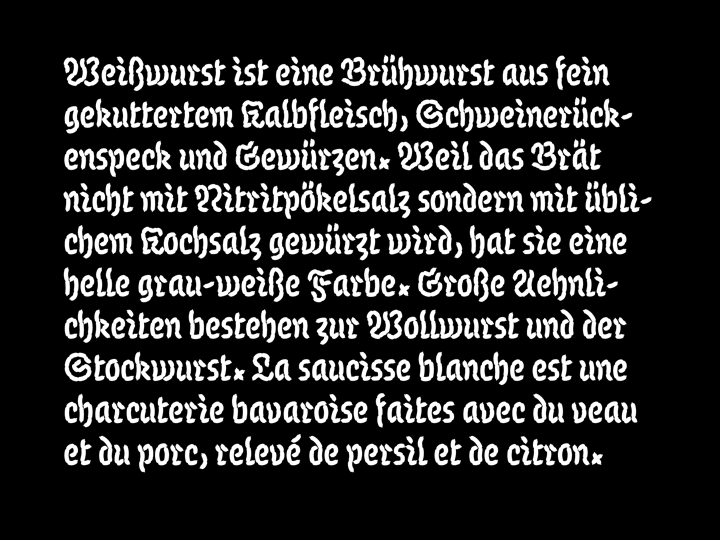 Weißwurst ist eine Brühwurst aus fein
gekuttertem Kalbfleisch, Schweinerück-
enspeck und Gewürzen. Weil das Brät
nicht mit Nitritpökelsalz sondern mit übli-
chem Kochsalz gewürzt wird, hat sie eine
helle grau-weiße Farbe. Große Aehnli-
chkeiten bestehen zur Wollwurst und der
Stockwurst. La saucisse blanche est une
charcuterie bavaroise faites avec du veau
et du porc, relevé de persil et de citron.